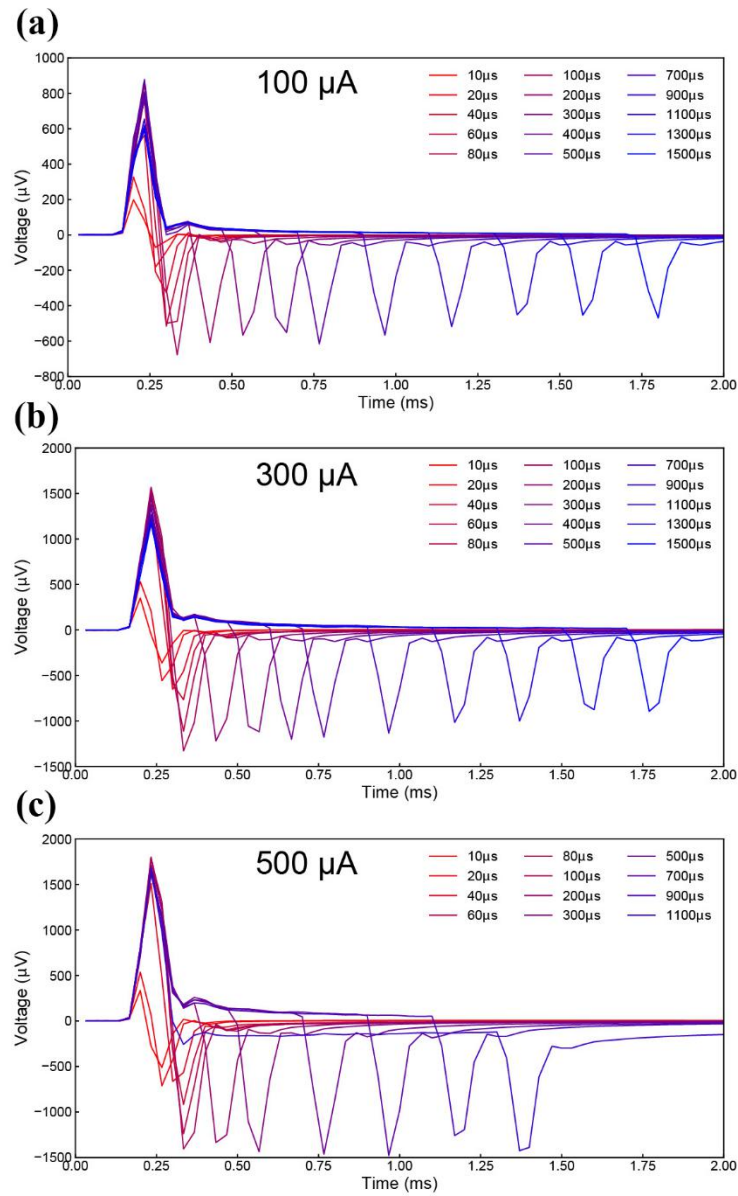 (a)
100 µA
10µs 100µs 700µs
20µs 200µs 900µs
40µs 300µs 1100µs
60µs 400µs 1300µs
80µs 500µs 1500µs
Voltage (µV)
1000
800
600
400
200
0
−200
−400
−600
−800
0.00 0.25 0.50 0.75 1.00 1.25 1.50 1.75 2.00
Time (ms)
(b)
300 µA
10µs 100µs 700µs
20µs 200µs 900µs
40µs 300µs 1100µs
60µs 400µs 1300µs
80µs 500µs 1500µs
Voltage (µV)
2000
1500
1000
500
0
−500
−1000
−1500
0.00 0.25 0.50 0.75 1.00 1.25 1.50 1.75 2.00
Time (ms)
(c)
500 µA
10µs 80µs 500µs
20µs 100µs 700µs
40µs 200µs 900µs
60µs 300µs 1100µs
Voltage (µV)
2000
1500
1000
500
0
−500
−1000
−1500
0.00 0.25 0.50 0.75 1.00 1.25 1.50 1.75 2.00
Time (ms)